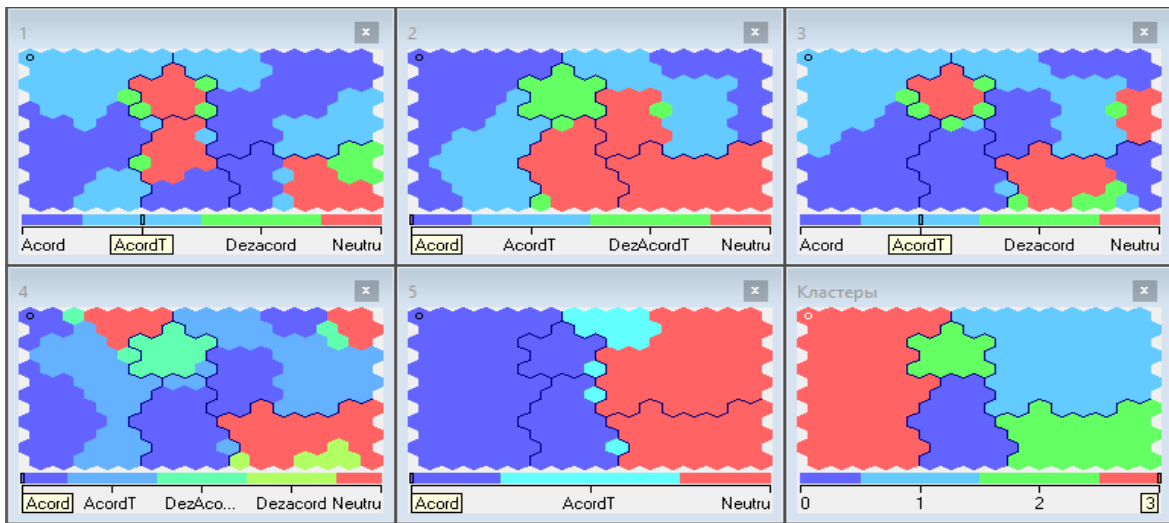 1 x 2 x 3 x
Acord AcordT Dezacord Neutru
Acord AcordT DezAcordT Neutru
Acord AcordT Dezacord Neutru
4 x 5 x Кластеры x
Acord AcordT DezAco... Dezacord Neutru
Acord AcordT Neutru
0 1 2 3